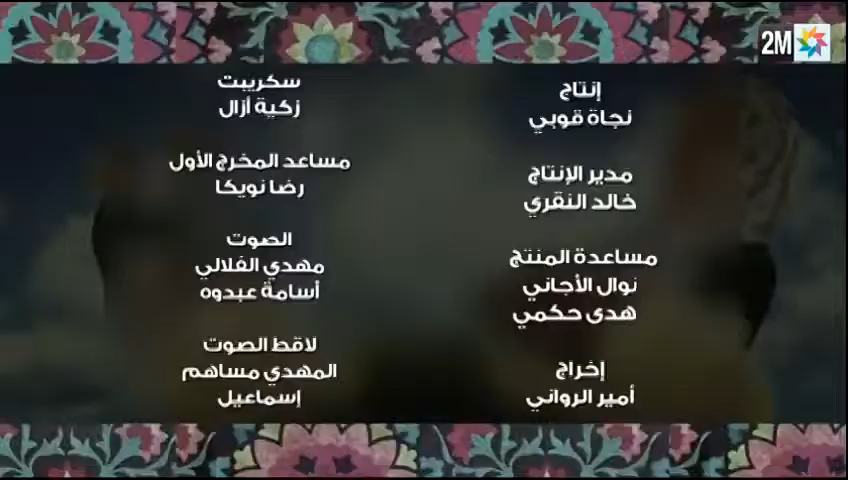 2M
إنتاج
نجاة قوبي
مدير الإنتاج
خالد النقري
مساعدة المنتج
نوال الأجاني
هدى حكمي
إخراج
أمير الرواني
سكريبت
زكية أزال
مساعد المخرج الأول
رضا نويكا
الصوت
مهدي الفلالي
أسامة عبدوه
لاقط الصوت
المهدي مساهم
إسماعيل